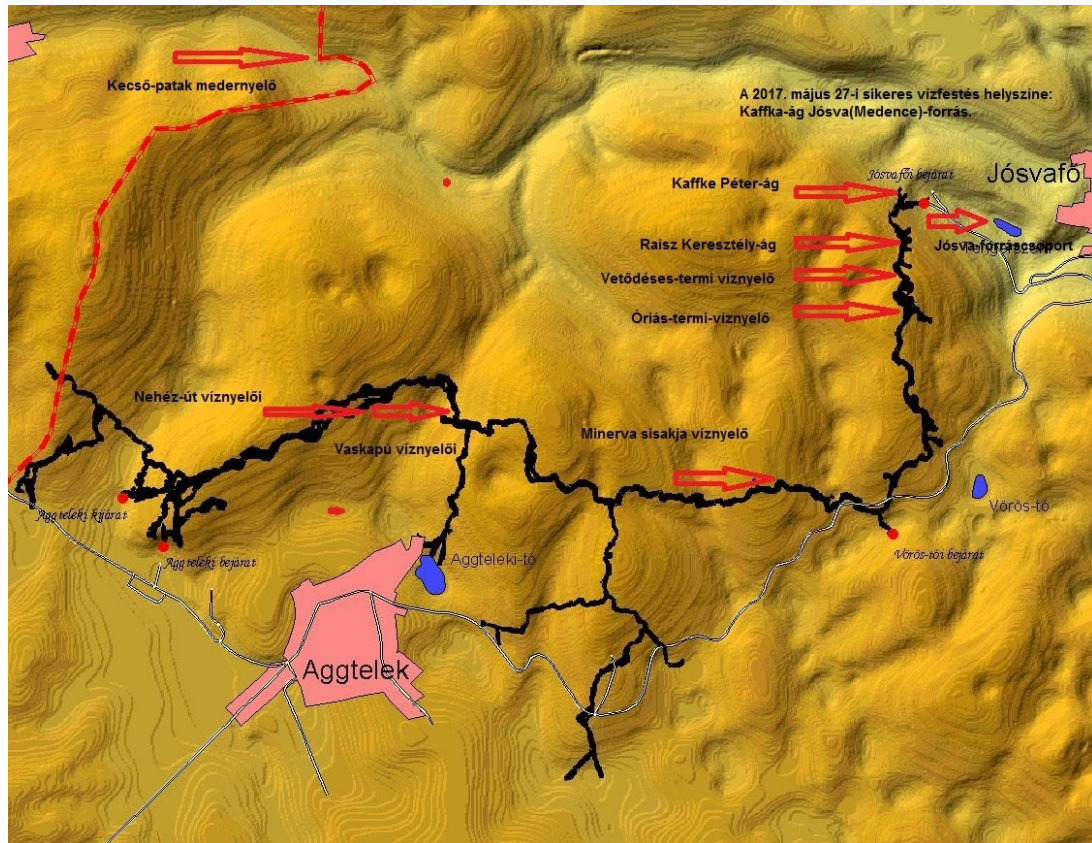 Kecső-patak medernyelő
A 2017. május 27-i sikeres vízfestés helyszíne:
Kaffka-ág Jósva(Medence)-forrás.
Jósvafői bejárat
Jósvafő
Kaffke Péter-ág
Raisz Keresztély-ág
Jósva-forráscsoport
Vetődéses-termi víznyelő
Óriás-termi-víznyelő
Nehéz-út víznyelői
Vaskapú víznyelői
Minerva sisakja víznyelő
Aggteleki kijárat
Vörös-tó
Aggteleki bejárat
Aggteleki-tó
Vörös-tói bejárat
Aggtelek